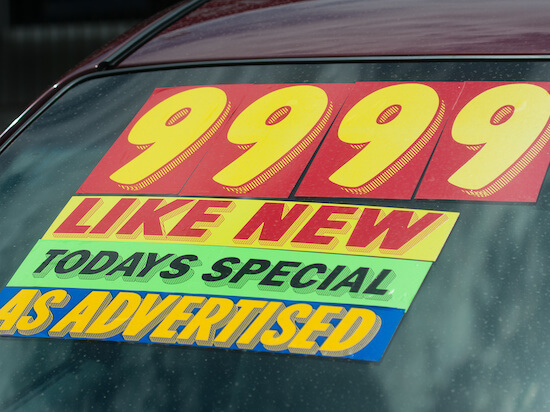 9999
LIKE NEW
TODAYS SPECIAL
AS ADVERTISED